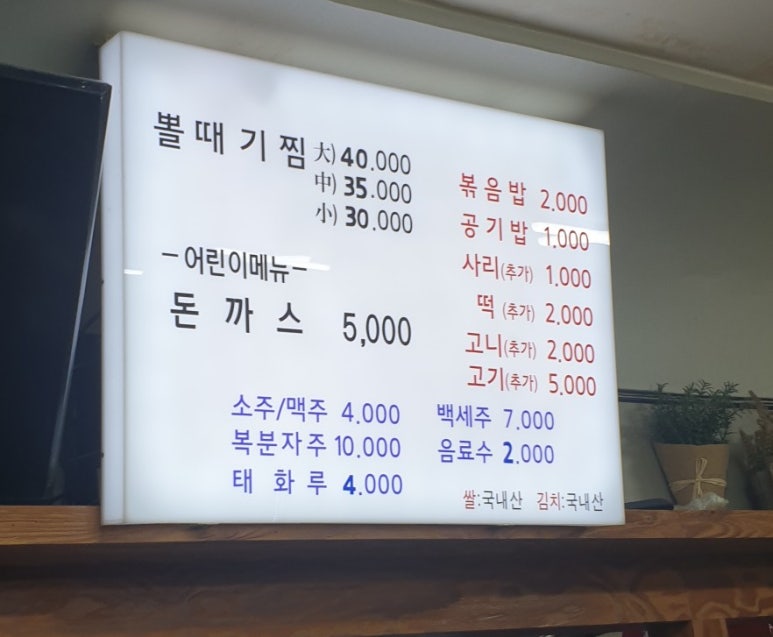 뽈때기찜 大) 40.000
中) 35.000
小) 30.000
-어린이메뉴-
돈까스 5,000
볶음밥 2.000
공기밥 1.000
사리(추가) 1.000
떡(추가) 2.000
고니(추가) 2.000
고기(추가) 5.000
소주/맥주 4.000
복분자주 10.000
태화루 4.000
백세주 7.000
음료수 2.000
쌀:국내산 김치:국내산